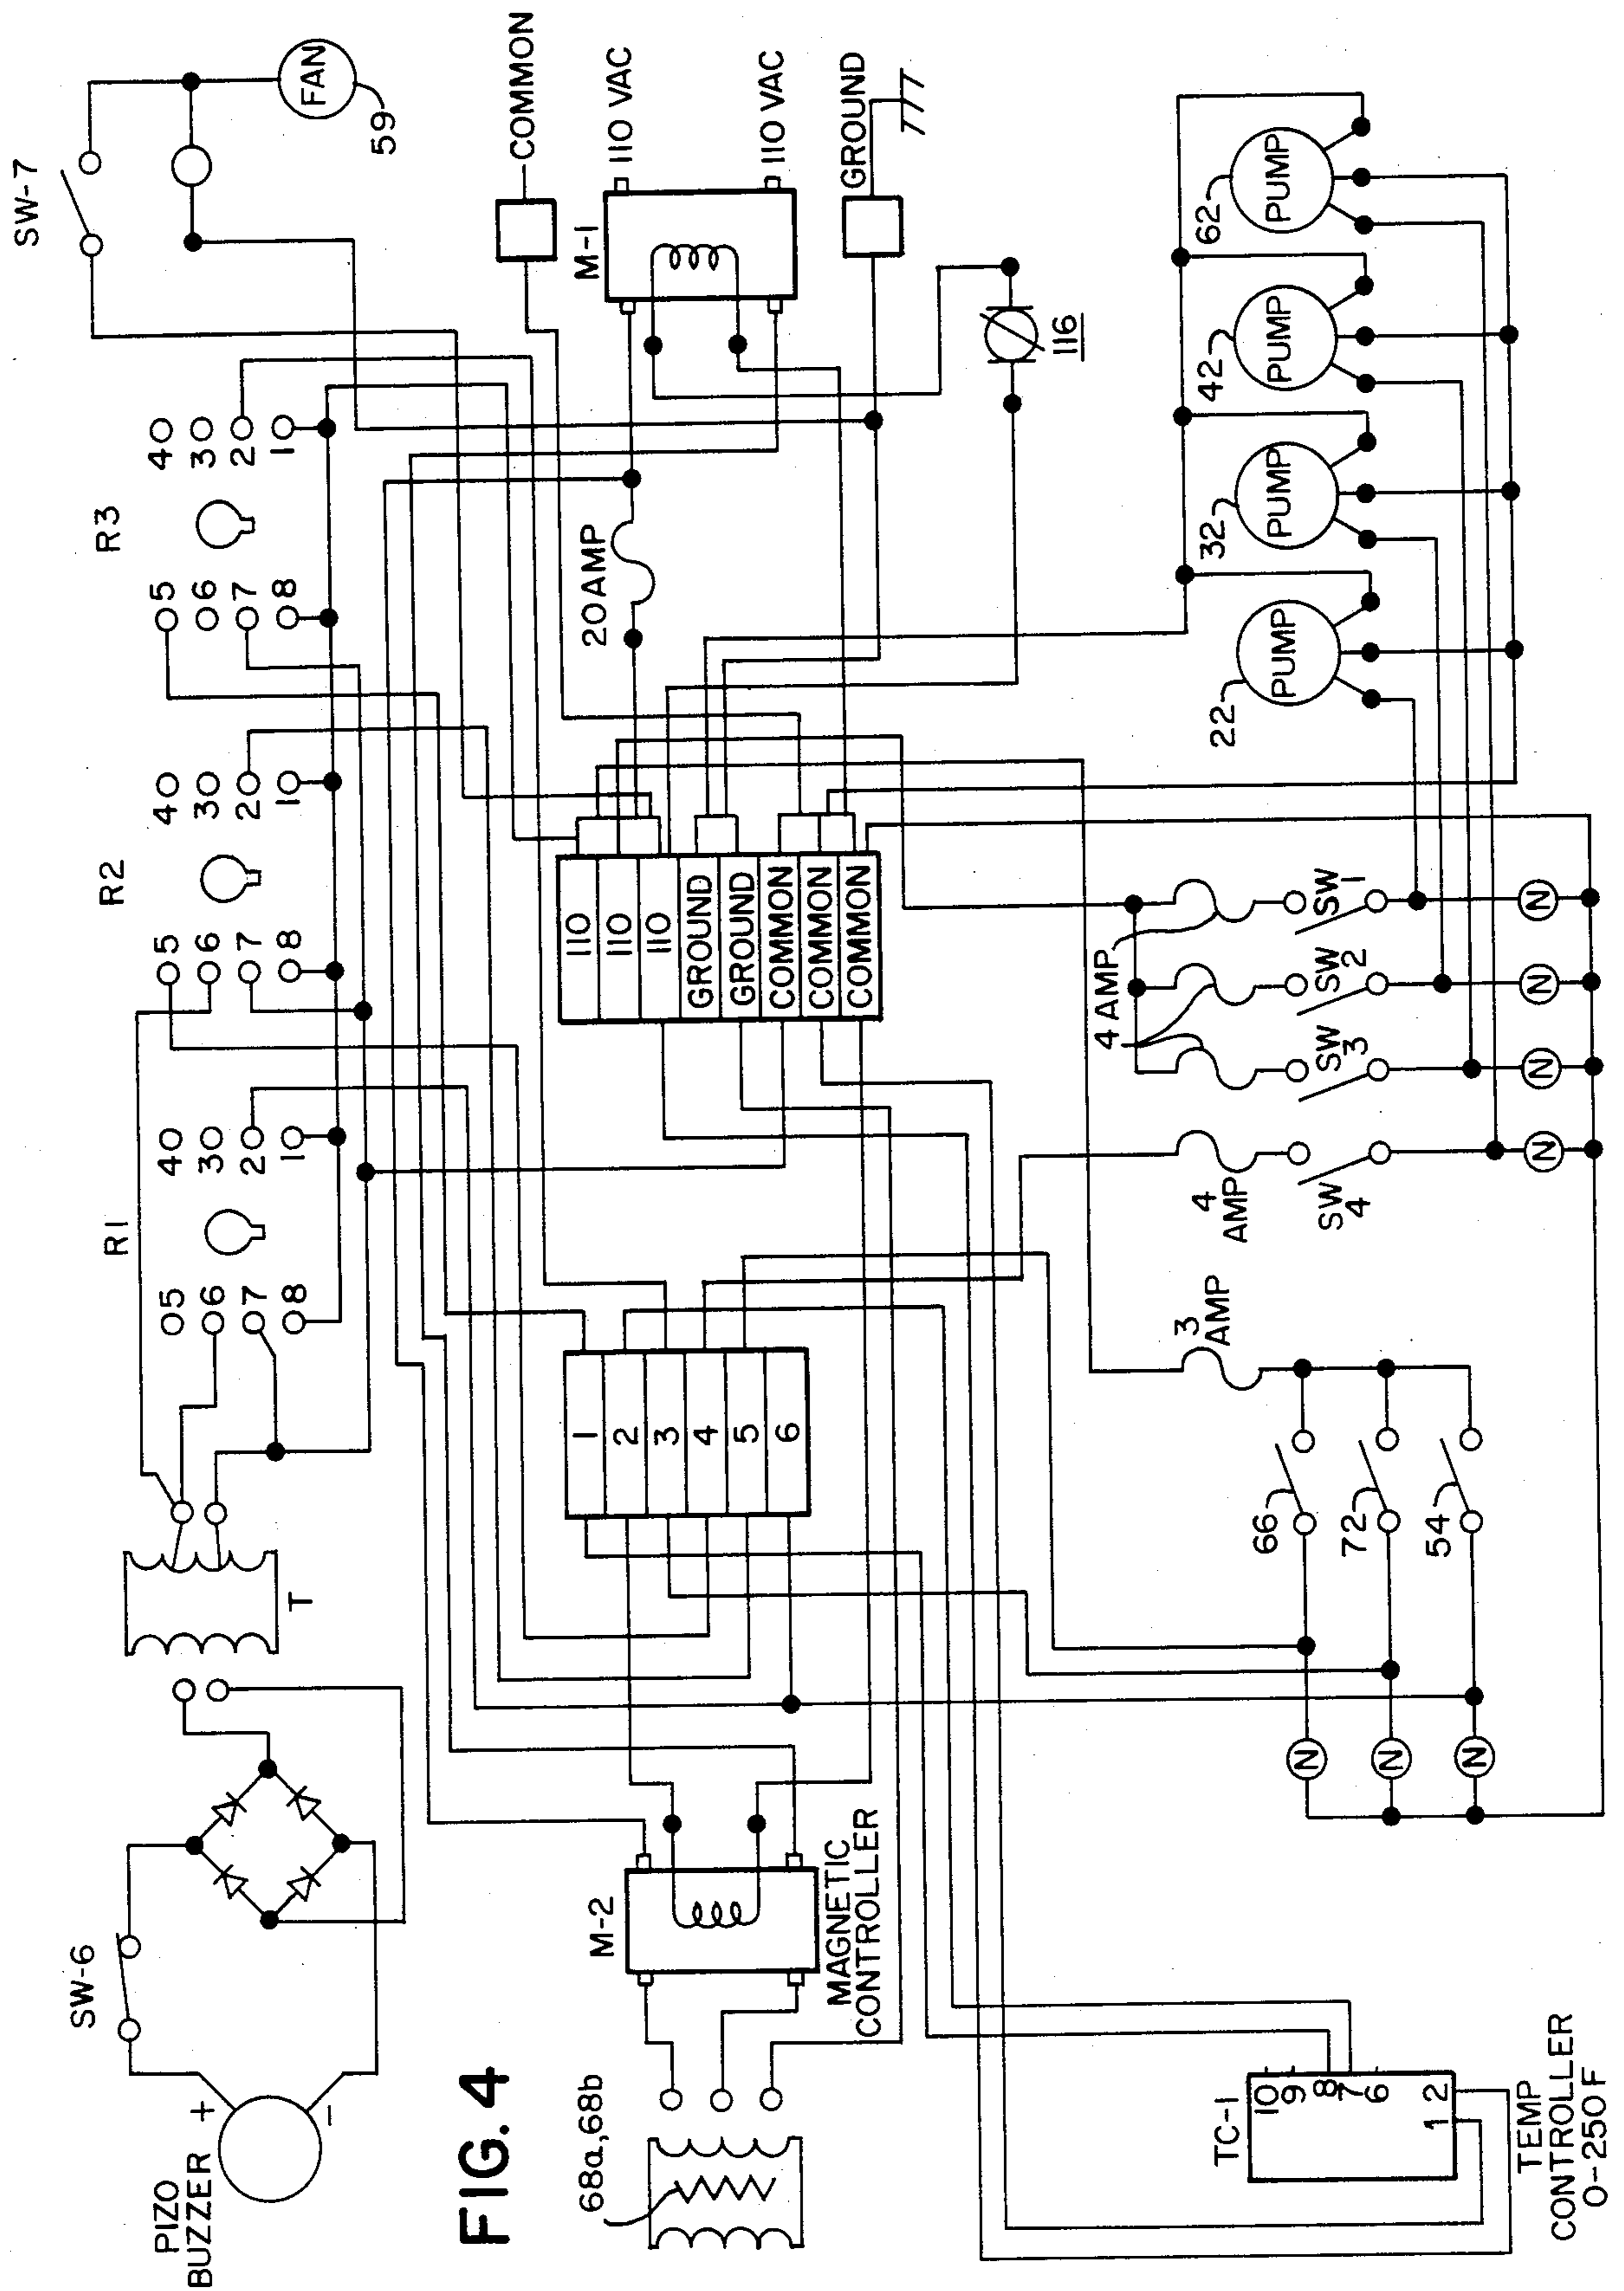 FIG. 4
PIZO
BUZZER
+
−
SW-6
T
R1
5
6
7
8
4
3
2
1
R2
5
6
7
8
4
3
2
1
R3
5
6
7
8
4
3
2
1
SW-7
FAN
59
68a, 68b
M-2
MAGNETIC
CONTROLLER
1
2
3
4
5
6
110
110
110
GROUND
GROUND
COMMON
COMMON
COMMON
20 AMP
M-1
COMMON
110 VAC
110 VAC
GROUND
116
TC-1
10
9
8
7
6
1 2
TEMP
CONTROLLER
0-250F
66
72
54
N
N
N
3
AMP
4
AMP
SW
4
4 AMP
SW
3
SW
2
SW
1
N
N
N
N
22
PUMP
32
PUMP
42
PUMP
62
PUMP